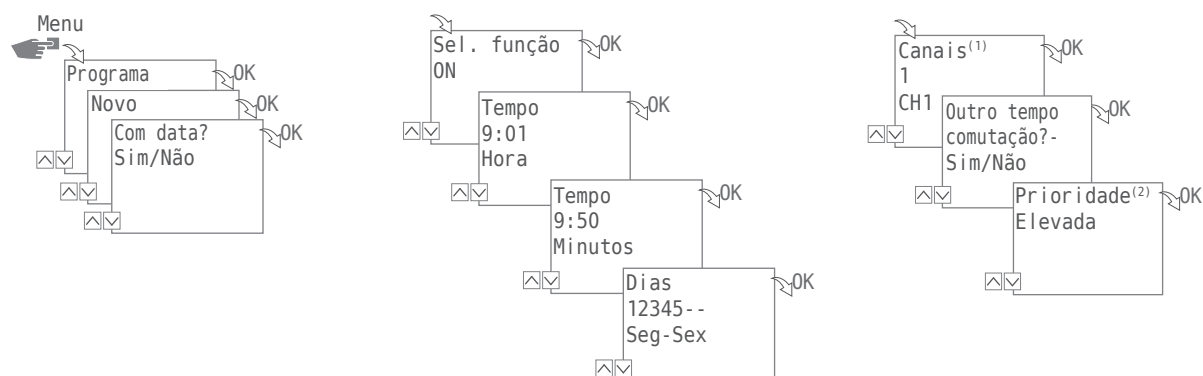 Menu
Programa
OK
Novo
OK
Com data?
Sim/Não
OK
Sel. função
ON
OK
Tempo
9:01
Hora
OK
Tempo
9:50
Minutos
OK
Dias
12345--
Seg-Sex
OK
Canais(1)
1
CH1
OK
Outro tempo
comutação?-
Sim/Não
OK
Prioridade(2)
Elevada
OK